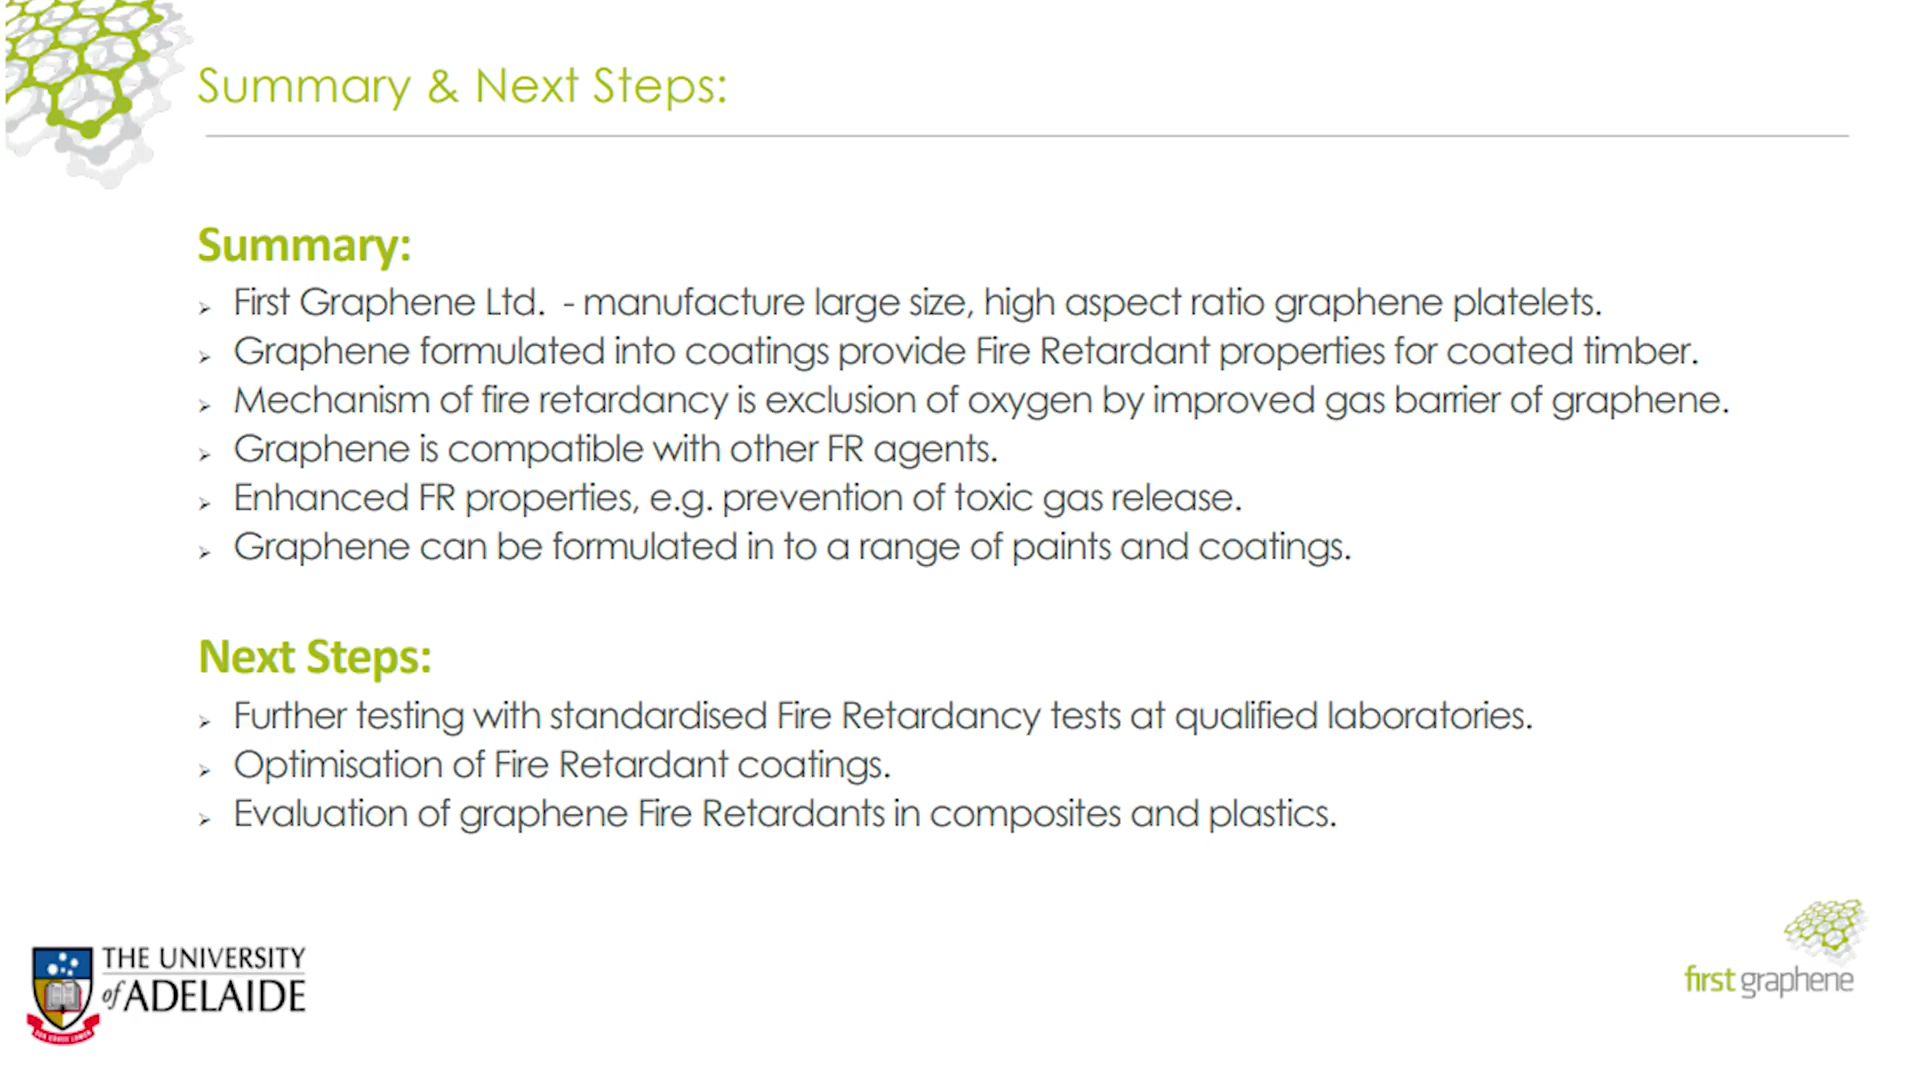 Summary & Next Steps:
Summary:
First Graphene Ltd. - manufacture large size, high aspect ratio graphene platelets.
Graphene formulated into coatings provide Fire Retardant properties for coated timber.
Mechanism of fire retardancy is exclusion of oxygen by improved gas barrier of graphene.
Graphene is compatible with other FR agents.
Enhanced FR properties, e.g. prevention of toxic gas release.
Graphene can be formulated in to a range of paints and coatings.
Next Steps:
Further testing with standardised Fire Retardancy tests at qualified laboratories.
Optimisation of Fire Retardant coatings.
Evaluation of graphene Fire Retardants in composites and plastics.
THE UNIVERSITY
of ADELAIDE
first graphene